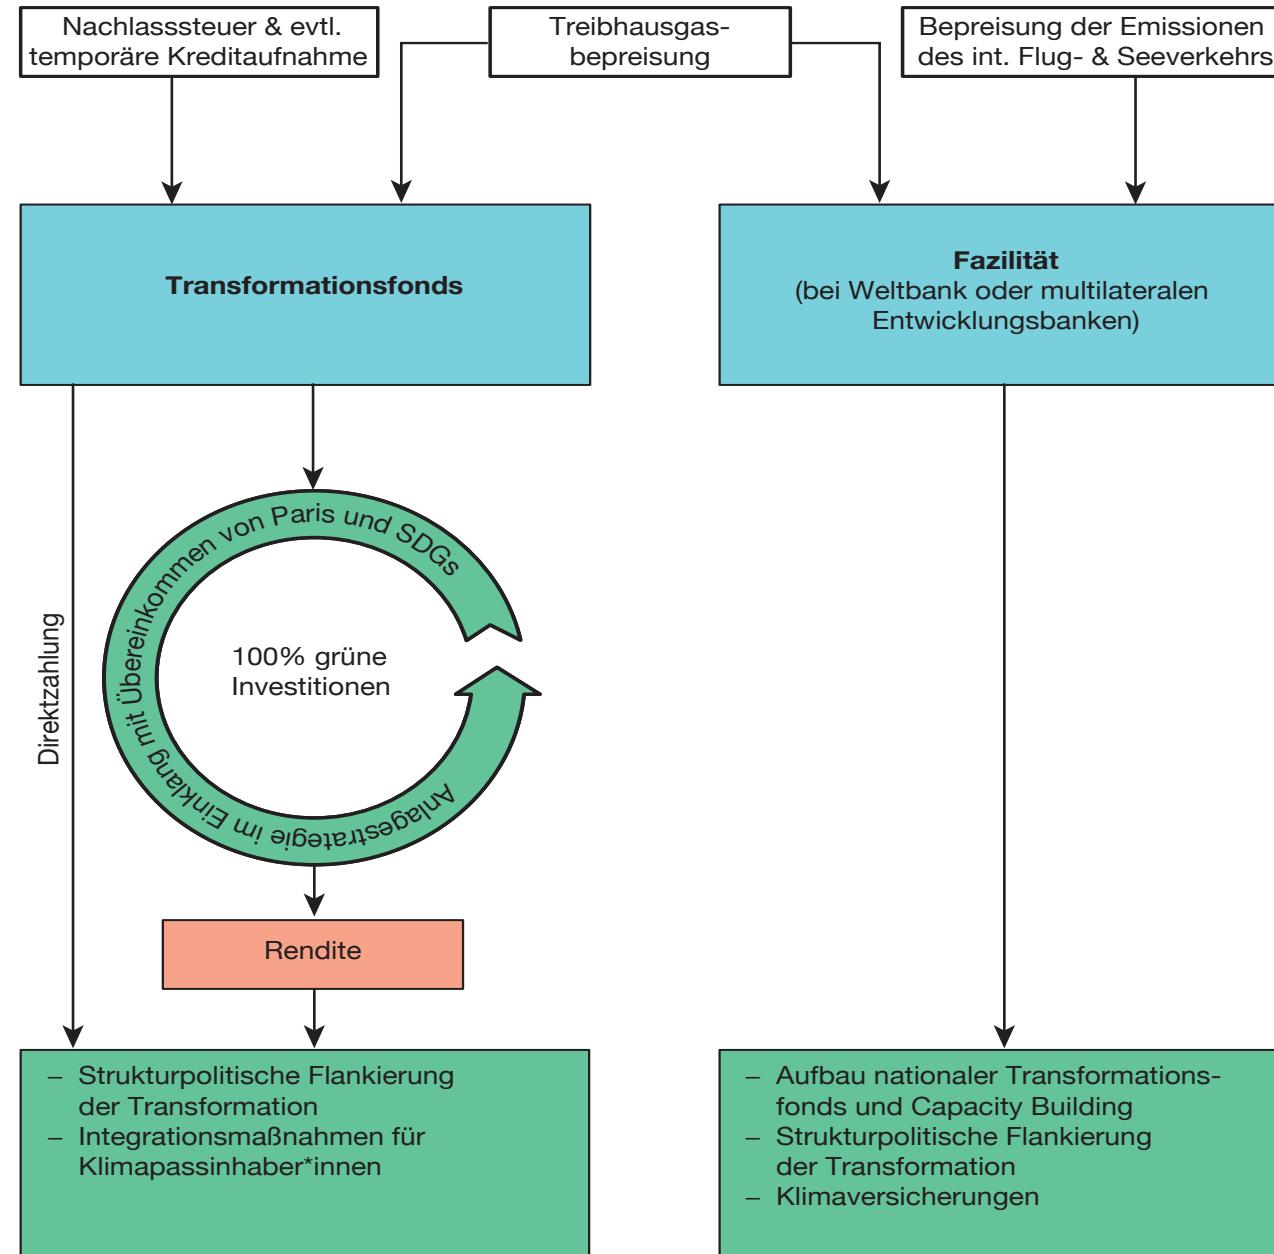 Nachlasssteuer & evtl.
temporäre Kreditaufnahme
Treibhausgas-
bepreisung
Bepreisung der Emissionen
des int. Flug- & Seeverkehrs
Transformationsfonds
Fazilität
(bei Weltbank oder multilateralen
Entwicklungsbanken)
Direktzahlung
Anlagestrategie im Einklang mit Übereinkommen von Paris und SDGs
100% grüne
Investitionen
Rendite
– Strukturpolitische Flankierung
der Transformation
– Integrationsmaßnahmen für
Klimapassinhaber*innen
– Aufbau nationaler Transformations-
fonds und Capacity Building
– Strukturpolitische Flankierung
der Transformation
– Klimaversicherungen